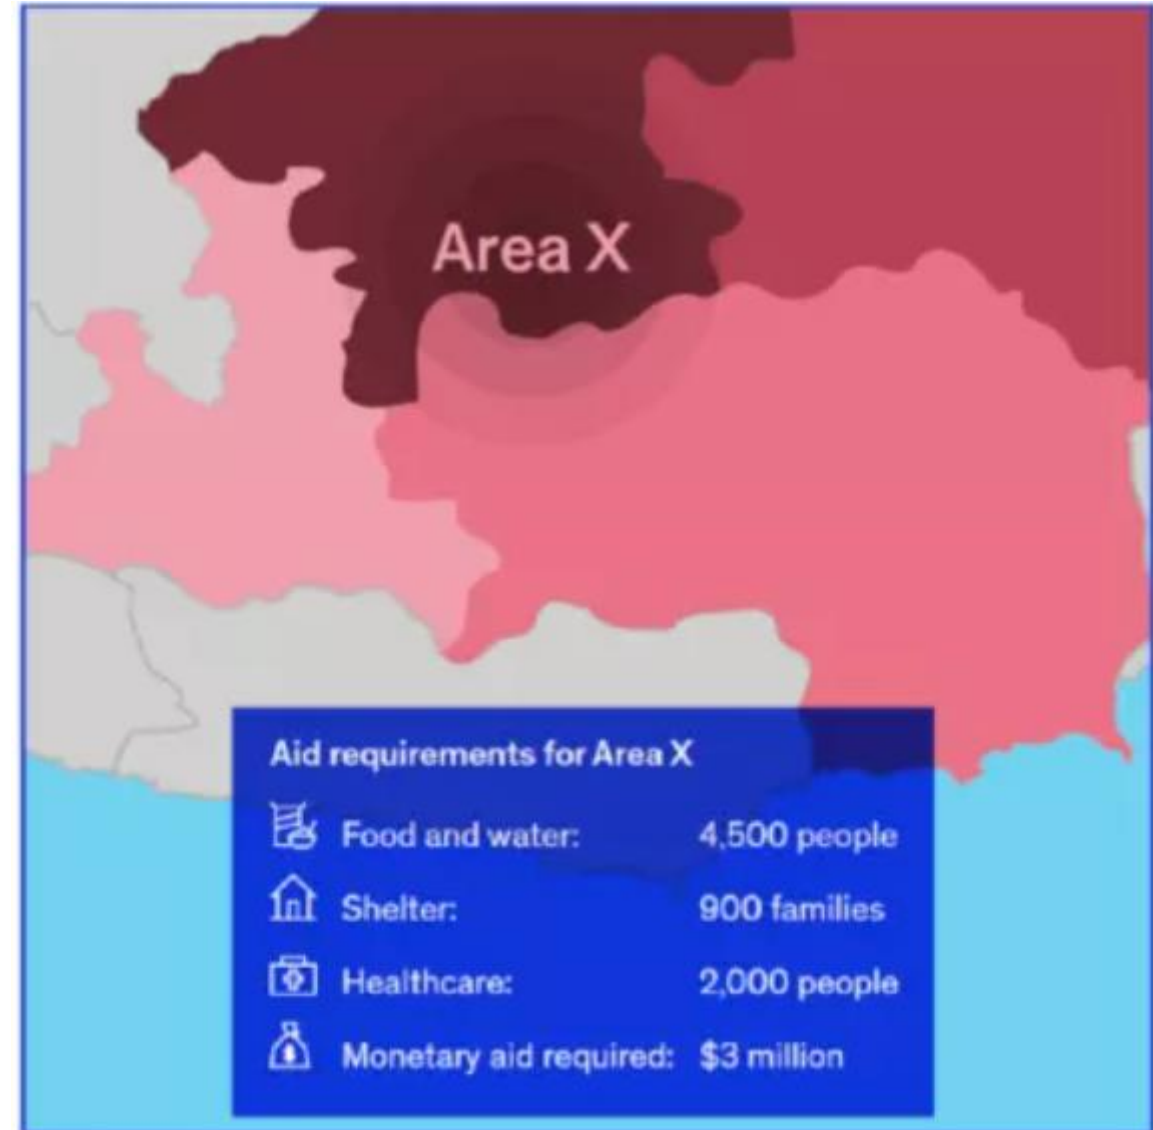 Area X
Aid requirements for Area X
Food and water: 4,500 people
Shelter: 900 families
Healthcare: 2,000 people
Monetary aid required: $3 million